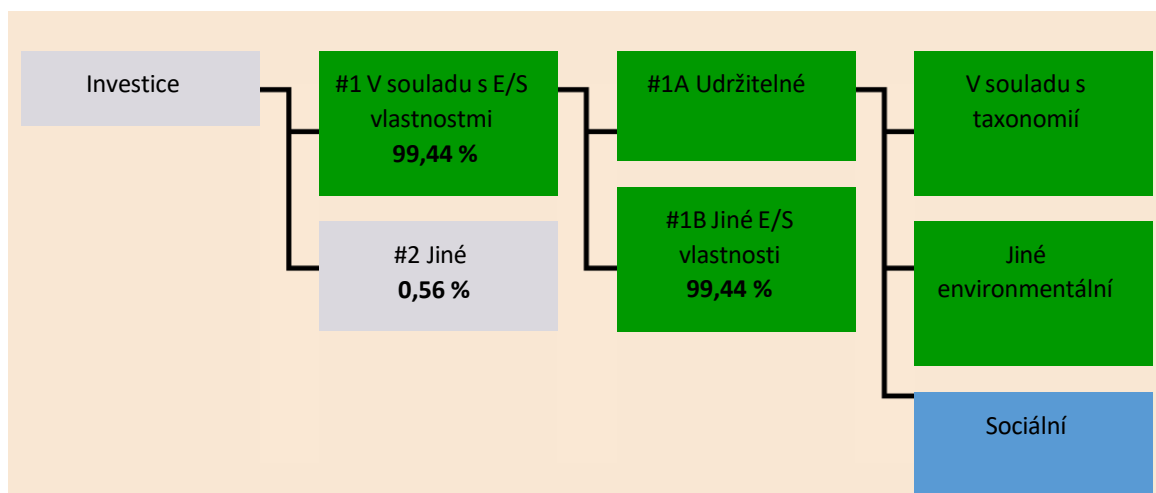 Investice
#1 V souladu s E/S
vlastnostmi
99,44 %
#2 Jiné
0,56 %
#1A Udržitelné
#1B Jiné E/S
vlastnosti
99,44 %
V souladu s
taxonomií
Jiné
environmentální
Sociální